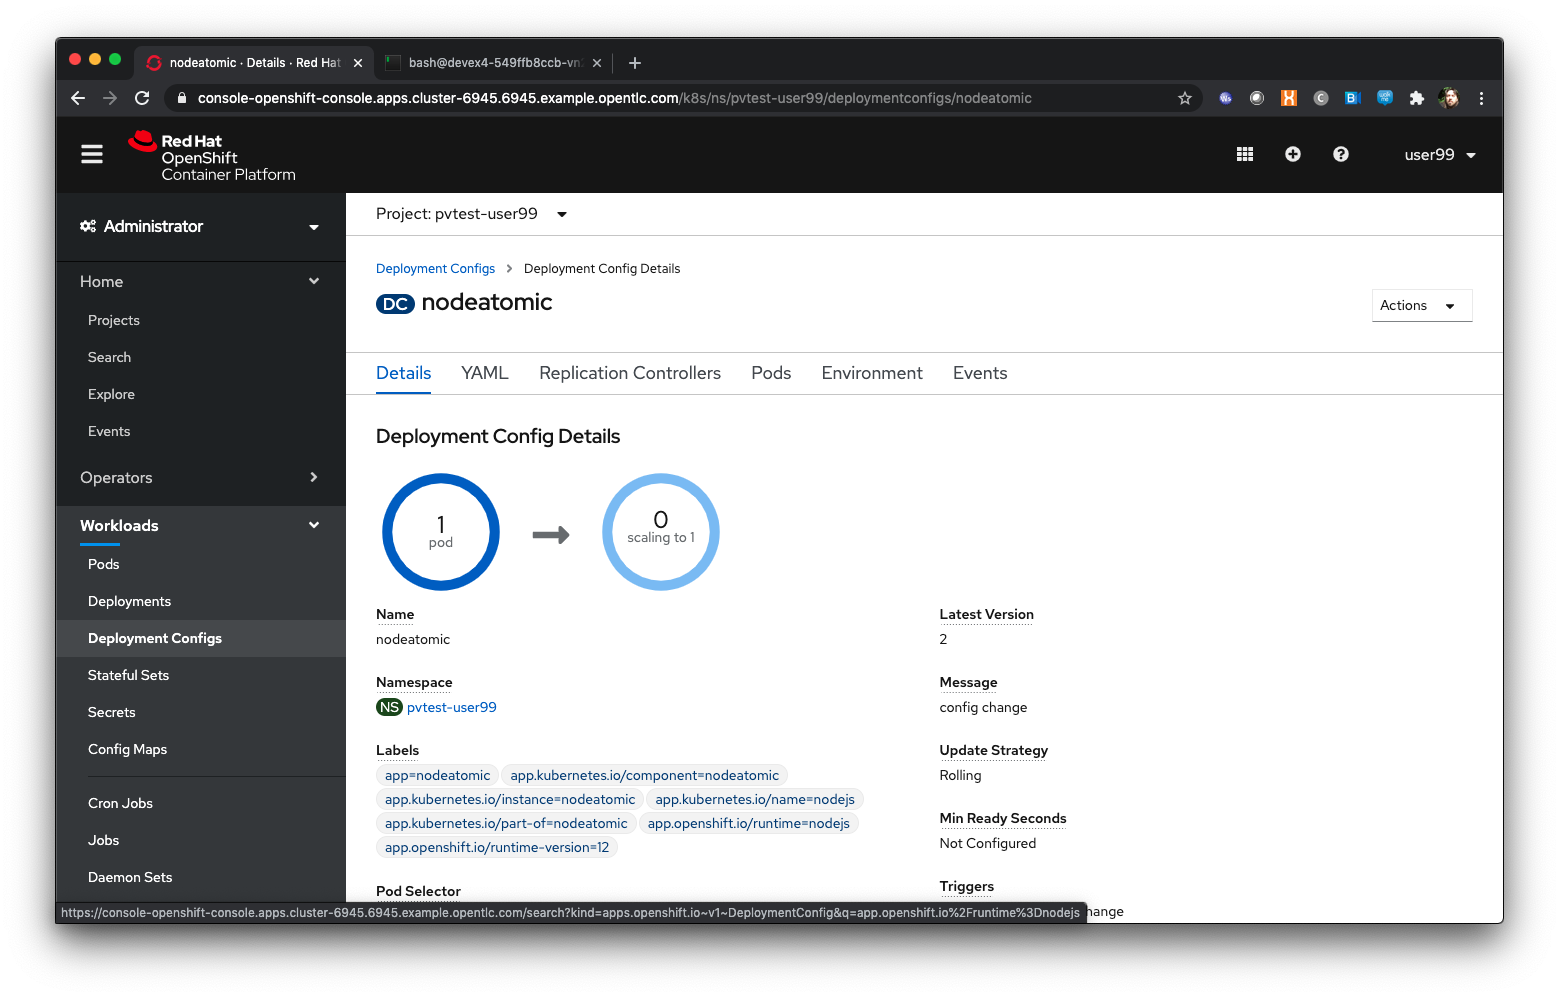 nodeatomic · Details · Red Hat
bash@devex4-549ffb8ccb-vn
console-openshift-console.apps.cluster-6945.6945.example.opentlc.com/k8s/ns/pvtest-user99/deploymentconfigs/nodeatomic
Red Hat
OpenShift
Container Platform
user99
Administrator
Home
Projects
Search
Explore
Events
Operators
Workloads
Pods
Deployments
Deployment Configs
Stateful Sets
Secrets
Config Maps
Cron Jobs
Jobs
Daemon Sets
Project: pvtest-user99
Deployment Configs > Deployment Config Details
DC nodeatomic
Actions
Details YAML Replication Controllers Pods Environment Events
Deployment Config Details
1
pod
0
scaling to 1
Name
nodeatomic
Namespace
NS pvtest-user99
Labels
app=nodeatomic app.kubernetes.io/component=nodeatomic
app.kubernetes.io/instance=nodeatomic app.kubernetes.io/name=nodejs
app.kubernetes.io/part-of=nodeatomic app.openshift.io/runtime=nodejs
app.openshift.io/runtime-version=12
Pod Selector
Latest Version
2
Message
config change
Update Strategy
Rolling
Min Ready Seconds
Not Configured
Triggers
hange
https://console-openshift-console.apps.cluster-6945.6945.example.opentlc.com/search?kind=apps.openshift.io~v1~DeploymentConfig&q=app.openshift.io%2Fruntime%3Dnodejs